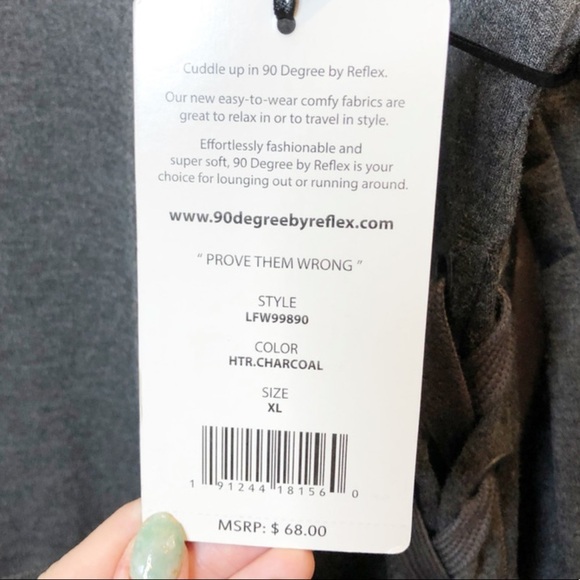 Cuddle up in 90 Degree by Reflex.
Our new easy-to-wear comfy fabrics are
great to relax in or to travel in style.
Effortlessly fashionable and
super soft, 90 Degree by Reflex is your
choice for lounging out or running around.
www.90degreebyreflex.com
" PROVE THEM WRONG "
STYLE
LFW99890
COLOR
HTR.CHARCOAL
SIZE
XL
1 91244 18156 0
MSRP: $ 68.00